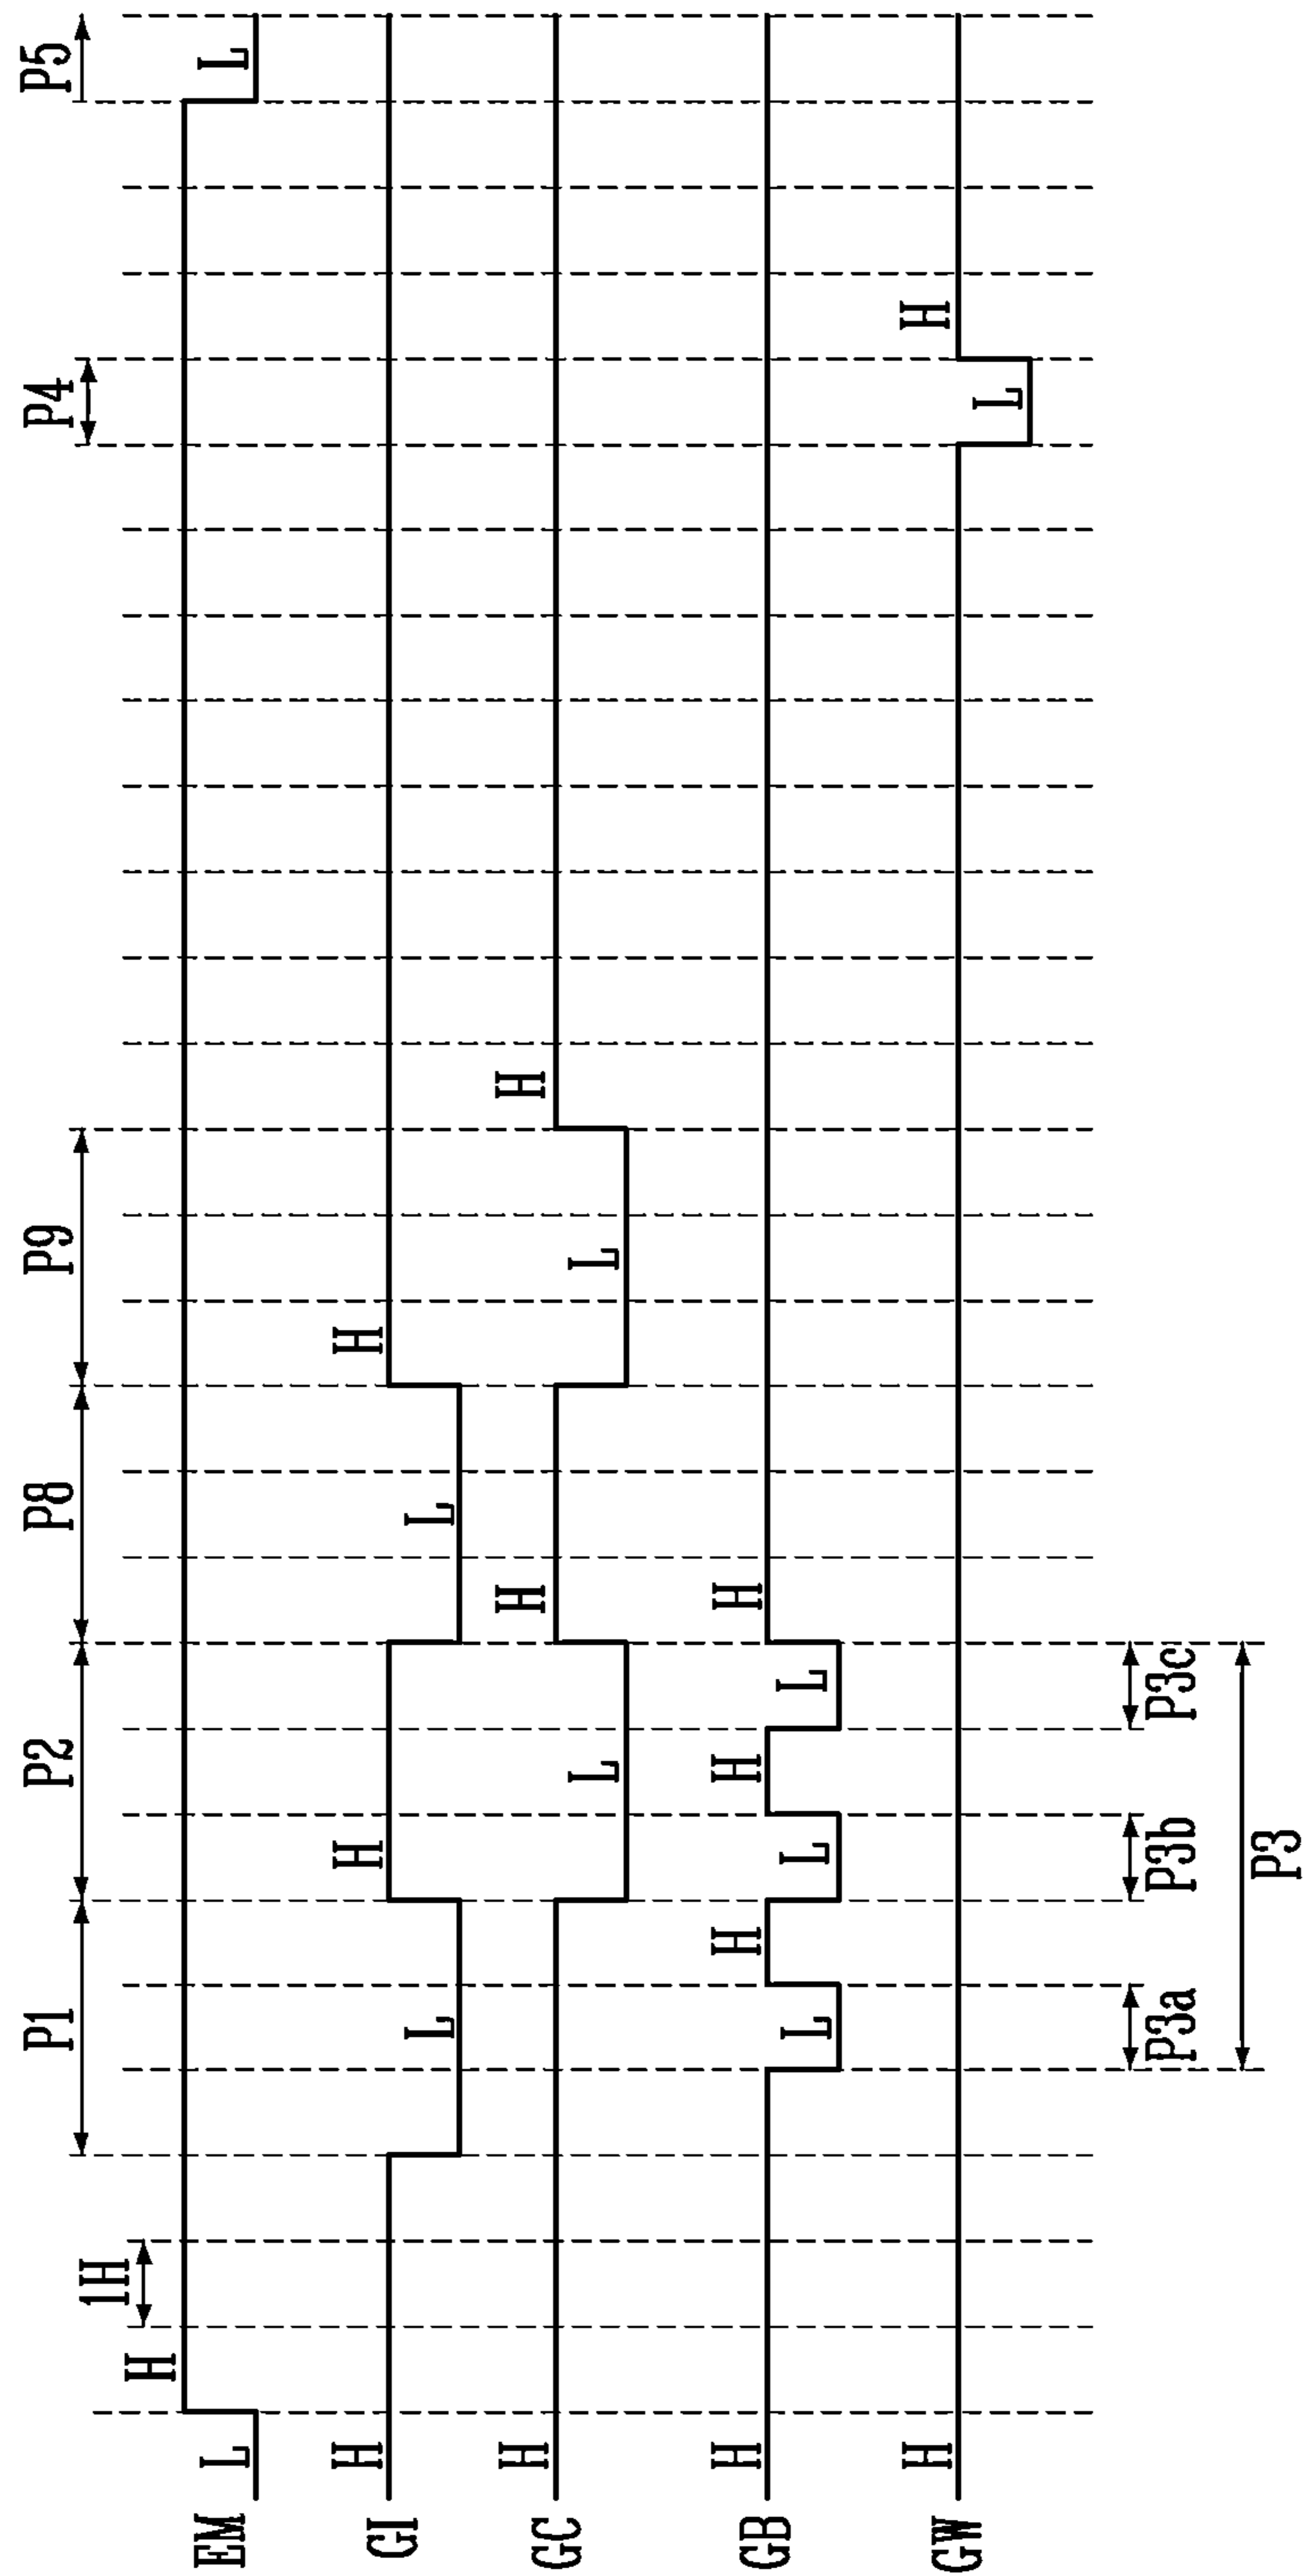 1H
P1
P2
P8
P9
P4
P5
EM L H L
GI H L H L H
GC H L H L H
GB H L H L H L H
GW H L H
P3a
P3b
P3c
P3